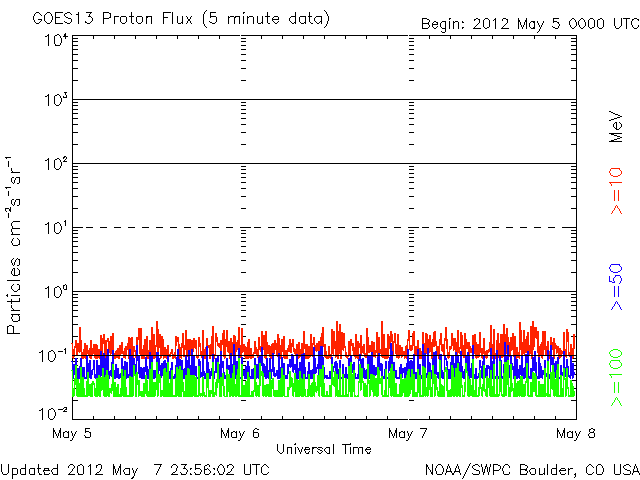 GOES13 Proton Flux (5 minute data)
Begin: 2012 May 5 0000 UTC
Particles cm⁻²s⁻¹sr⁻¹
10⁴
10³
10²
10¹
10⁰
10⁻¹
10⁻²
May 5
May 6
May 7
May 8
Universal Time
MeV
>=10
>=50
>=100
Updated 2012 May 7 23:56:02 UTC
NOAA/SWPC Boulder, CO USA